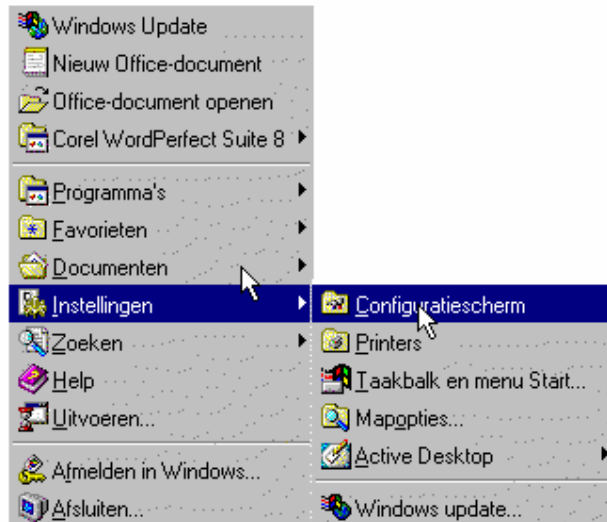 Windows Update
Nieuw Office-document
Office-document openen
Corel WordPerfect Suite 8
Programma's
Favorieten
Documenten
Instellingen
Zoeken
Help
Uitvoeren...
Afmelden in Windows...
Afsluiten...
Configuratiescherm
Printers
Taakbalk en menu Start...
Mapopties...
Active Desktop
Windows update...